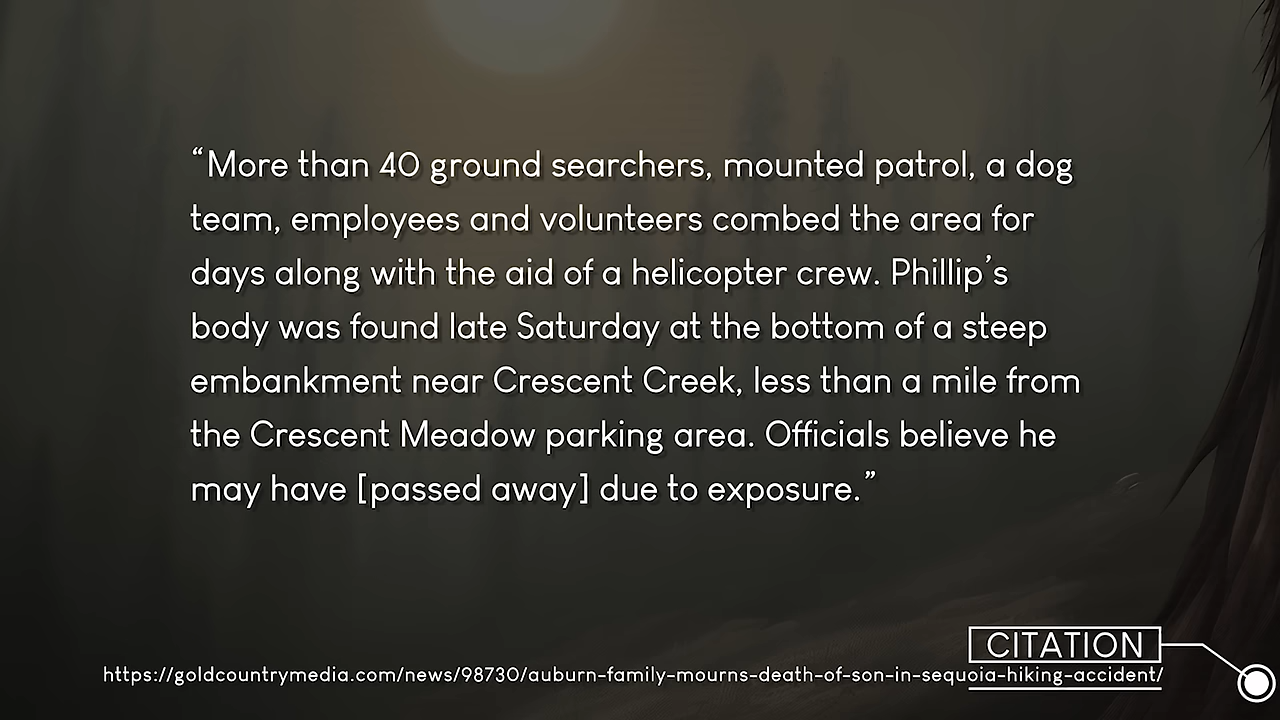 “More than 40 ground searchers, mounted patrol, a dog
team, employees and volunteers combed the area for
days along with the aid of a helicopter crew. Phillip’s
body was found late Saturday at the bottom of a steep
embankment near Crescent Creek, less than a mile from
the Crescent Meadow parking area. Officials believe he
may have [passed away] due to exposure.”
CITATION
https://goldcountrymedia.com/news/98730/auburn-family-mourns-death-of-son-in-sequoia-hiking-accident/